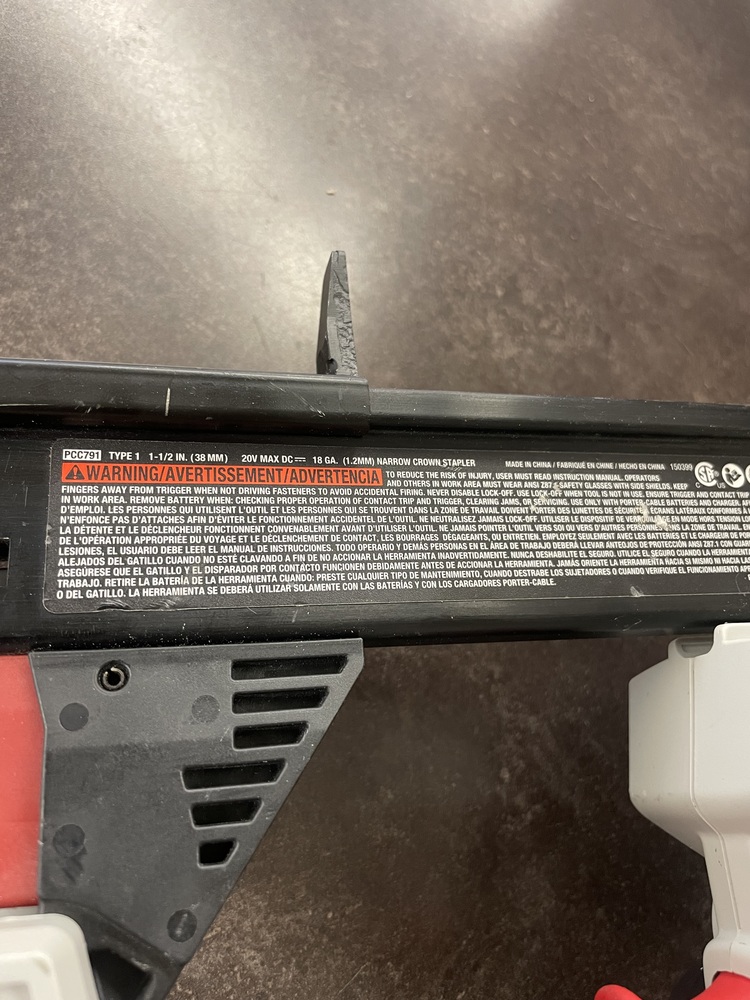 PCC791 TYPE 1 1-1/2 IN. (38 MM) 20V MAX DC 18 GA. (1.2MM) NARROW CROWN STAPLER MADE IN CHINA / FABRIQUÉ EN CHINE / HECHO EN CHINA 150399
WARNING/AVERTISSEMENT/ADVERTENCIA TO REDUCE THE RISK OF INJURY, USER MUST READ INSTRUCTION MANUAL. OPERATORS
AND OTHERS IN WORK AREA MUST WEAR ANSI Z87.1 SAFETY GLASSES WITH SIDE SHIELDS. KEEP
FINGERS AWAY FROM TRIGGER WHEN NOT DRIVING FASTENERS TO AVOID ACCIDENTAL FIRING. NEVER DISABLE LOCK-OFF. USE LOCK-OFF WHEN TOOL IS NOT IN USE. ENSURE TRIGGER AND CONTACT TRIP
IN WORK AREA. REMOVE BATTERY WHEN: CHECKING PROPER OPERATION OF CONTACT TRIP AND TRIGGER, CLEARING JAMS, OR SERVICING. USE ONLY WITH
D'EMPLOI. LES PERSONNES QUI UTILISENT L'OUTIL ET LES PERSONNES QUI SE TROUVENT DANS LA ZONE DE TRAVAIL DOIVENT PORTER DES LUNETTES DE SÉCURITÉ À ÉCRANS LATÉRAUX
N'ENFONCE PAS D'ATTACHES AFIN D'ÉVITER LE FONCTIONNEMENT ACCIDENTEL DE L'OUTIL. NE NEUTRALISEZ JAMAIS LOCK-OFF. UTILISER LE DISPOSITIF DE
LA DÉTENTE ET LE DÉCLENCHEUR FONCTIONNENT CONVENABLEMENT AVANT D'UTILISER L'OUTIL. NE JAMAIS POINTER L'OUTIL VERS SOI OU VERS D'AUTRES PERSONNES
DE L'OPÉRATION APPROPRIÉE DU VOYAGE ET LE DÉCLENCHEMENT DE CONTACT, LES BOURRAGES DÉGAGEANTS, OU ENTRETIEN. EMPLOYEZ SEULEMENT AVEC LES BATTERIES ET LE CHARGEUR DE
LESIONES, EL USUARIO DEBE LEER EL MANUAL DE INSTRUCCIONES. TODO OPERARIO Y DEMÁS PERSONAS EN EL ÁREA DE TRABAJO DEBERÁ LLEVAR ANTEOJOS DE PROTECCIÓN ANSI Z87.1 CON
ALEJADOS DEL GATILLO CUANDO NO ESTÉ CLAVANDO A FIN DE NO ACCIONAR LA HERRAMIENTA INADVERTIDAMENTE. NUNCA DESHABILITE EL SEGURO. UTILICE EL SEGURO CUANDO LA
ASEGÚRESE QUE EL GATILLO Y EL DISPARADOR POR CONTACTO FUNCIONEN DEBIDAMENTE ANTES DE ACCIONAR LA HERRAMIENTA. JAMÁS ORIENTE LA HERRAMIENTA HACIA SÍ MISMO NI HACIA
TRABAJO. RETIRE LA BATERÍA DE LA HERRAMIENTA CUANDO: PRESTE CUALQUIER TIPO DE MANTENIMIENTO, CUANDO DESTRABE LOS SUJETADORES O CUANDO VERIFIQUE EL FUNCIONAMIENTO
O DEL GATILLO. LA HERRAMIENTA SE DEBERÁ UTILIZAR SOLAMENTE CON LAS BATERÍAS Y CON LOS CARGADORES PORTER-CABLE.